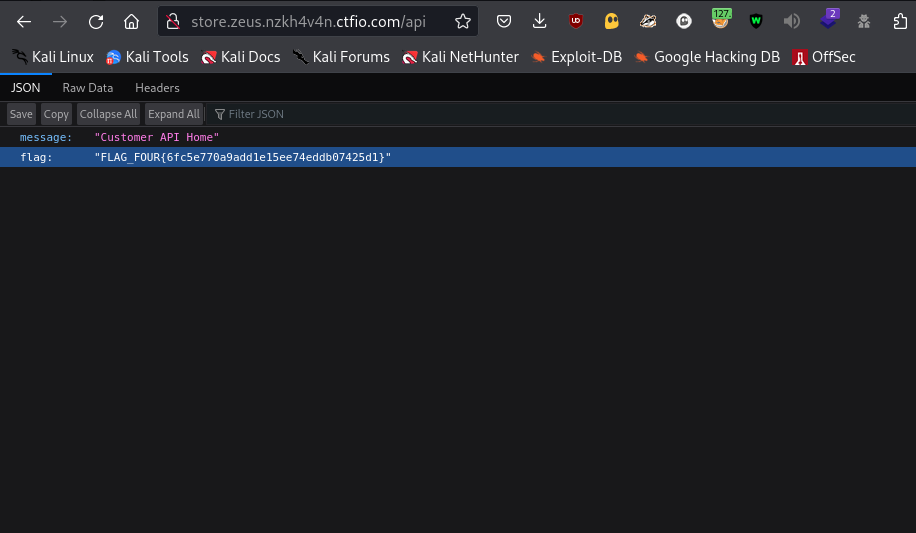 store.zeus.nzkh4v4n.ctfio.com/api
127.
2
Kali Linux Kali Tools Kali Docs Kali Forums Kali NetHunter Exploit-DB Google Hacking DB OffSec
JSON Raw Data Headers
Save Copy Collapse All Expand All Filter JSON
message: "Customer API Home"
flag: "FLAG_FOUR{6fc5e770a9add1e15ee74eddb07425d1}"